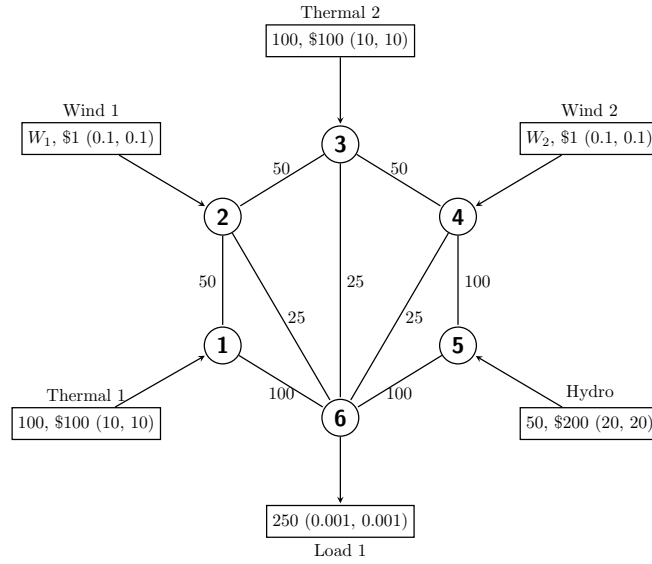 Thermal 2
100, $100 (10, 10)
Wind 1
W₁, $1 (0.1, 0.1)
Wind 2
W₂, $1 (0.1, 0.1)
3
50
50
2
4
50
25
25
25
100
1
5
100
100
6
Thermal 1
100, $100 (10, 10)
Hydro
50, $200 (20, 20)
250 (0.001, 0.001)
Load 1